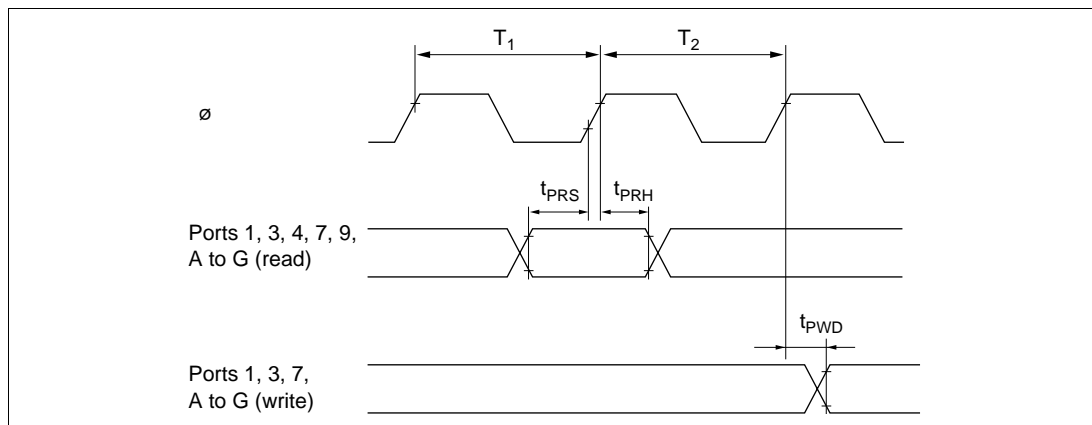 T1
T2
ø
tPRS
tPRH
Ports 1, 3, 4, 7, 9,
A to G (read)
tPWD
Ports 1, 3, 7,
A to G (write)